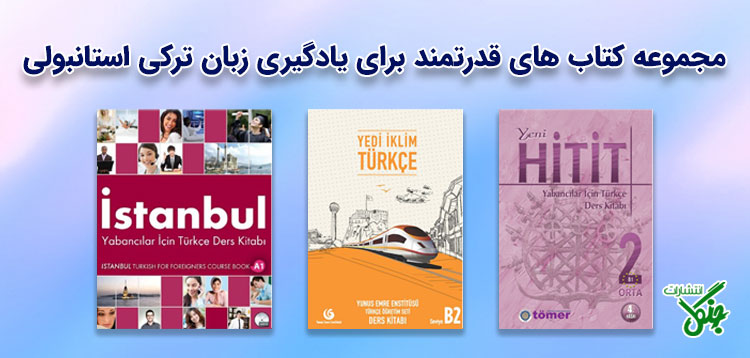 مجموعه کتاب های قدرتمند برای یادگیری زبان ترکی استانبولی
İstanbul
Yabancılar İçin Türkçe Ders Kitabı
ISTANBUL TURKISH FOR FOREIGNERS COURSE BOOK A1
YEDİ İKLİM
TÜRKÇE
YUNUS EMRE ENSTİTÜSÜ
TÜRKÇE ÖĞRETİM SETİ
DERS KİTABI
Seviye B2
Yeni
HİTİT
Yabancılar İçin Türkçe
Ders Kitabı
2
ORTA
tömer
انتشارات
جنگل